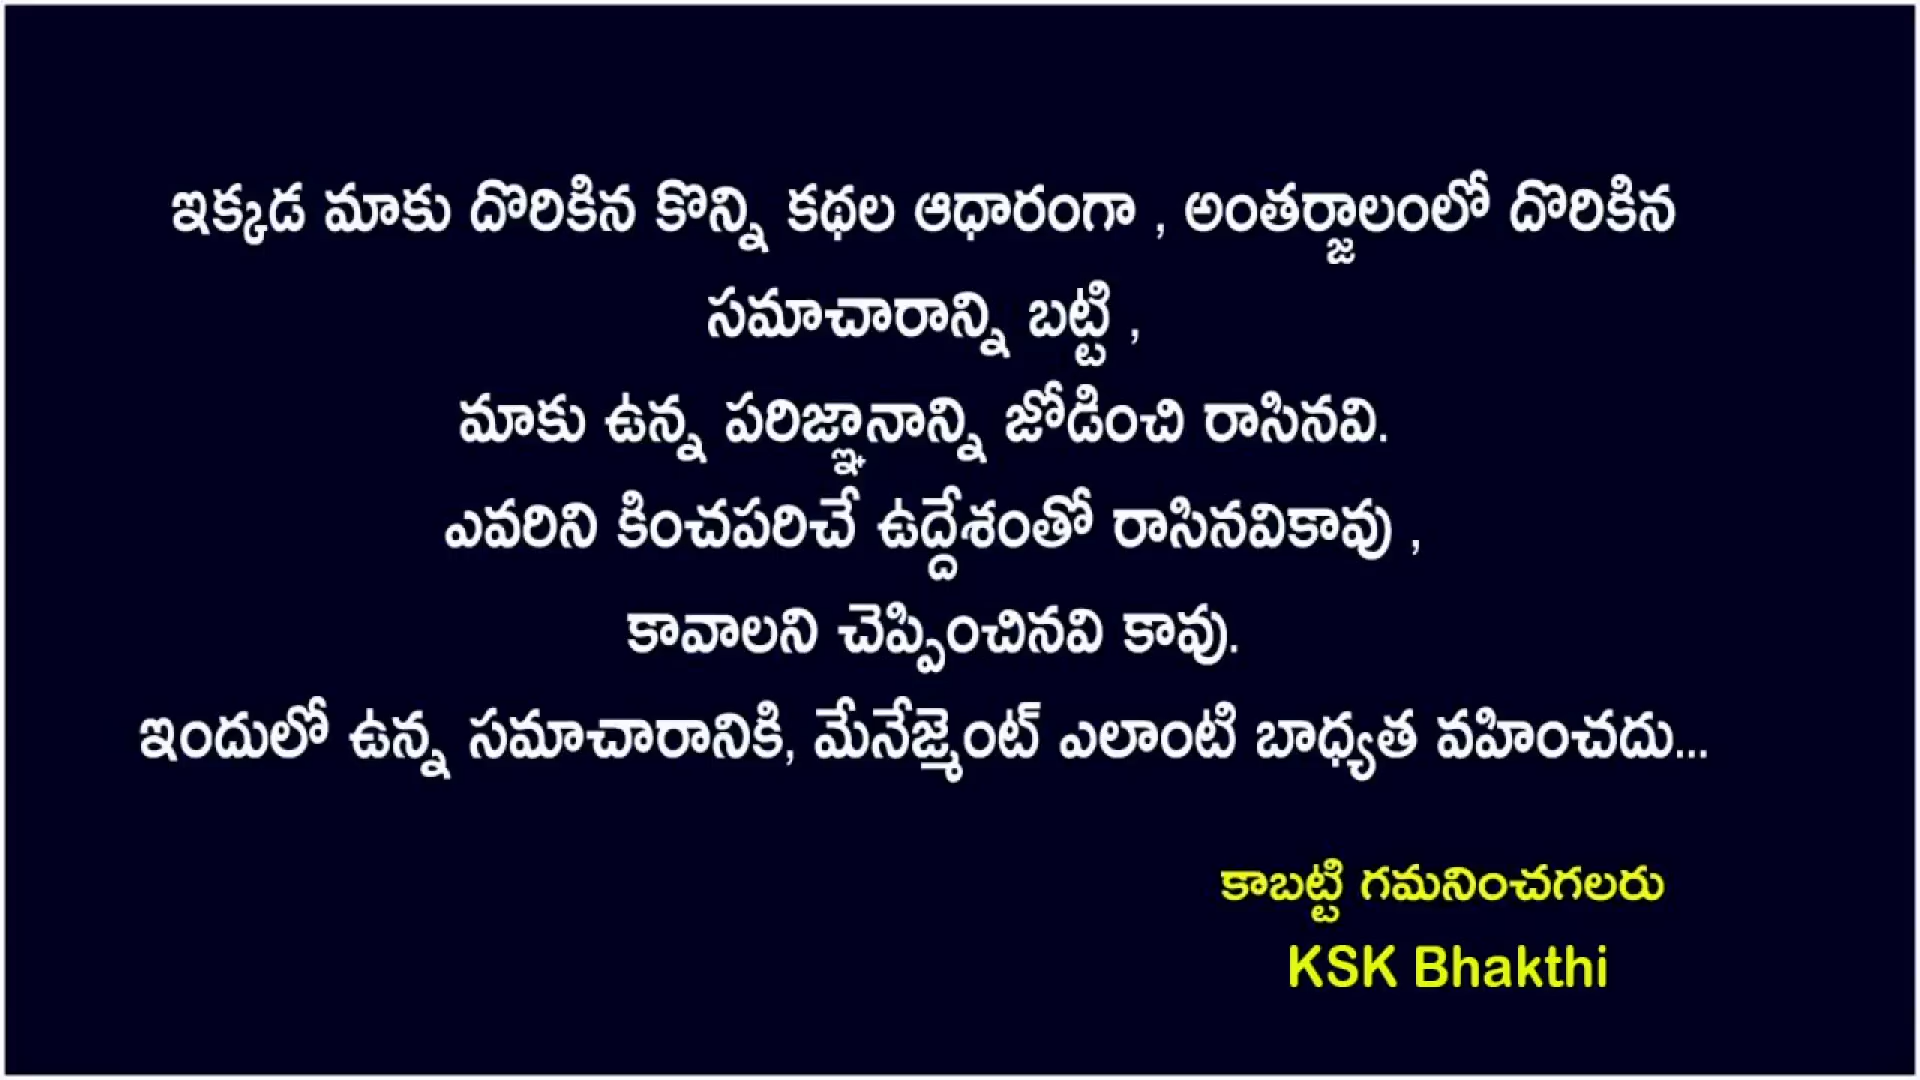 ఇక్కడ మాకు దొరికిన కొన్ని కథల ఆధారంగా , అంతర్జాలంలో దొరికిన
సమాచారాన్ని బట్టి ,
మాకు ఉన్న పరిజ్ఞానాన్ని జోడించి రాసినవి.
ఎవరిని కించపరిచే ఉద్దేశంతో రాసినవికావు ,
కావాలని చెప్పించినవి కావు.
ఇందులో ఉన్న సమాచారానికి, మేనేజ్మెంట్ ఎలాంటి బాధ్యత వహించదు...
కాబట్టి గమనించగలరు
KSK Bhakthi